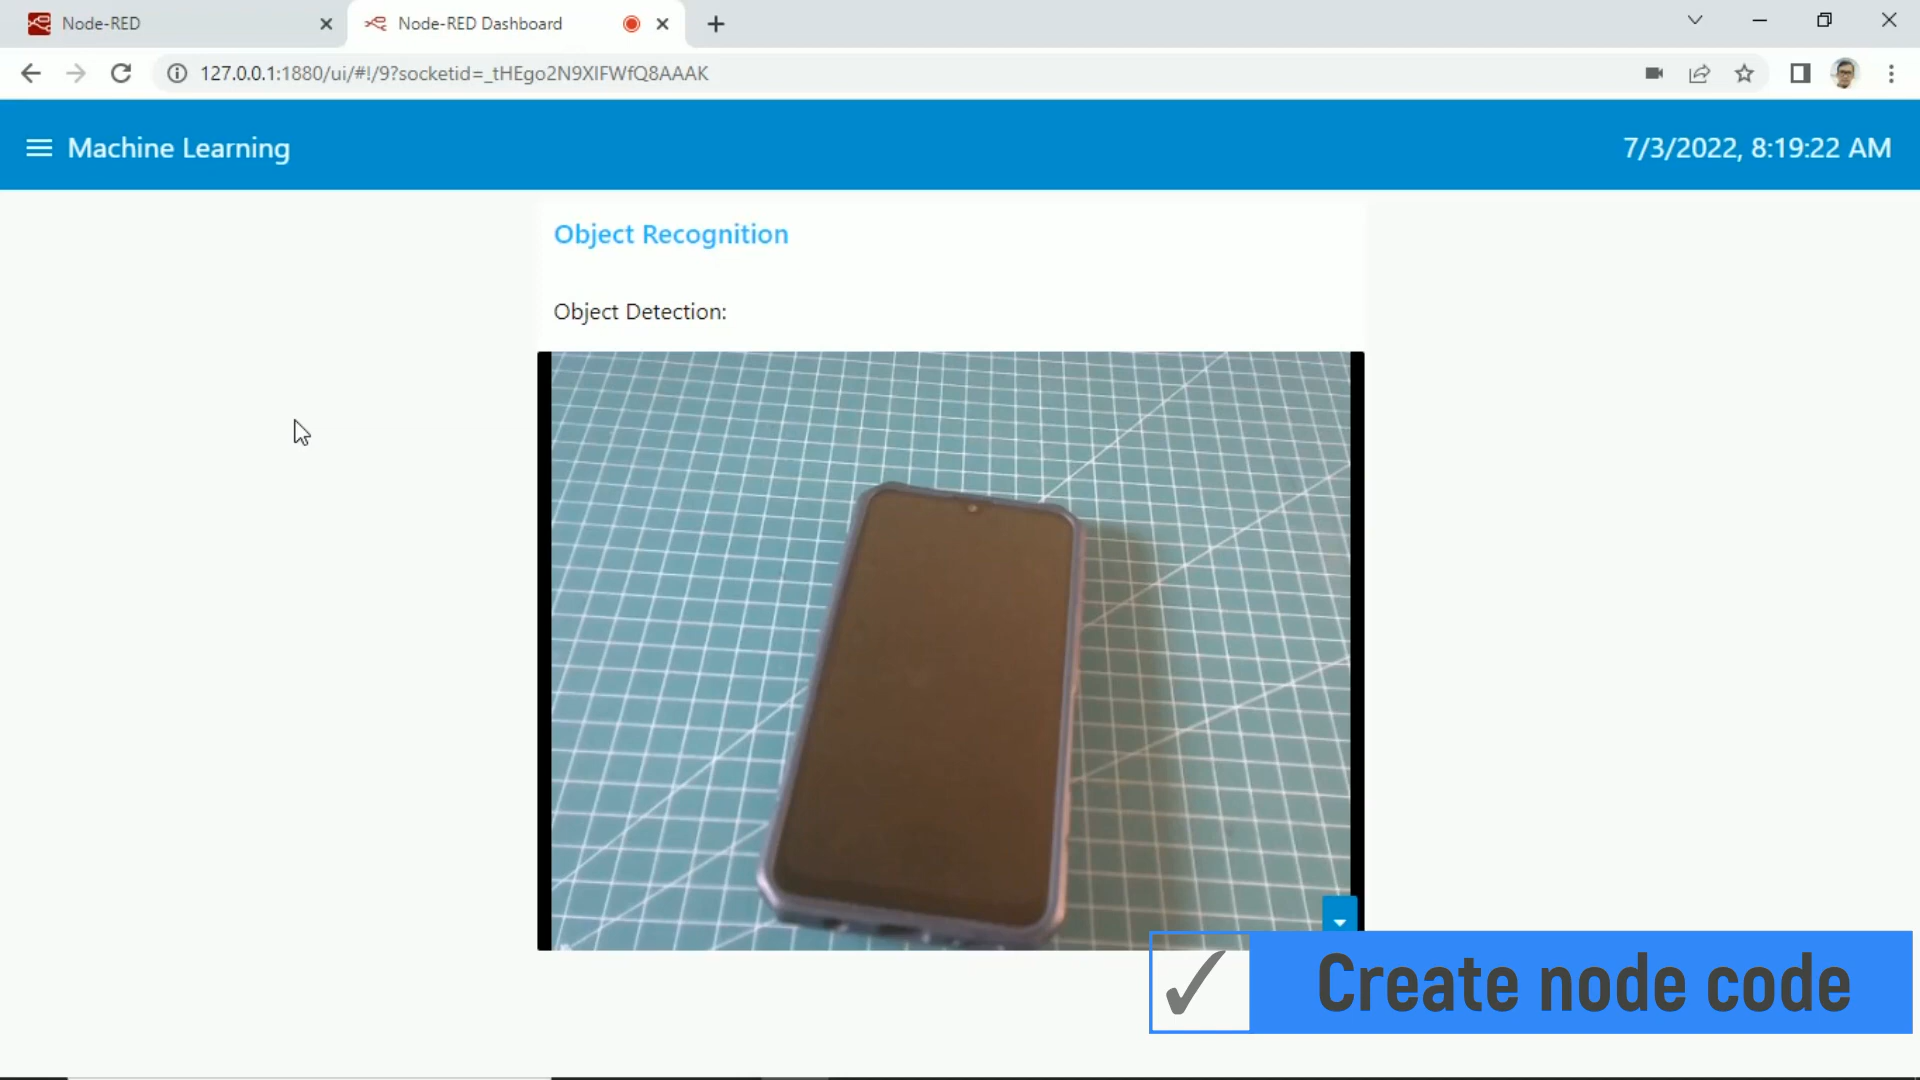 Node-RED
Node-RED Dashboard
127.0.0.1:1880/ui/#!/9?socketid=_tHEgo2N9XIFWfQ8AAAK
Machine Learning
7/3/2022, 8:19:22 AM
Object Recognition
Object Detection:
Create node code